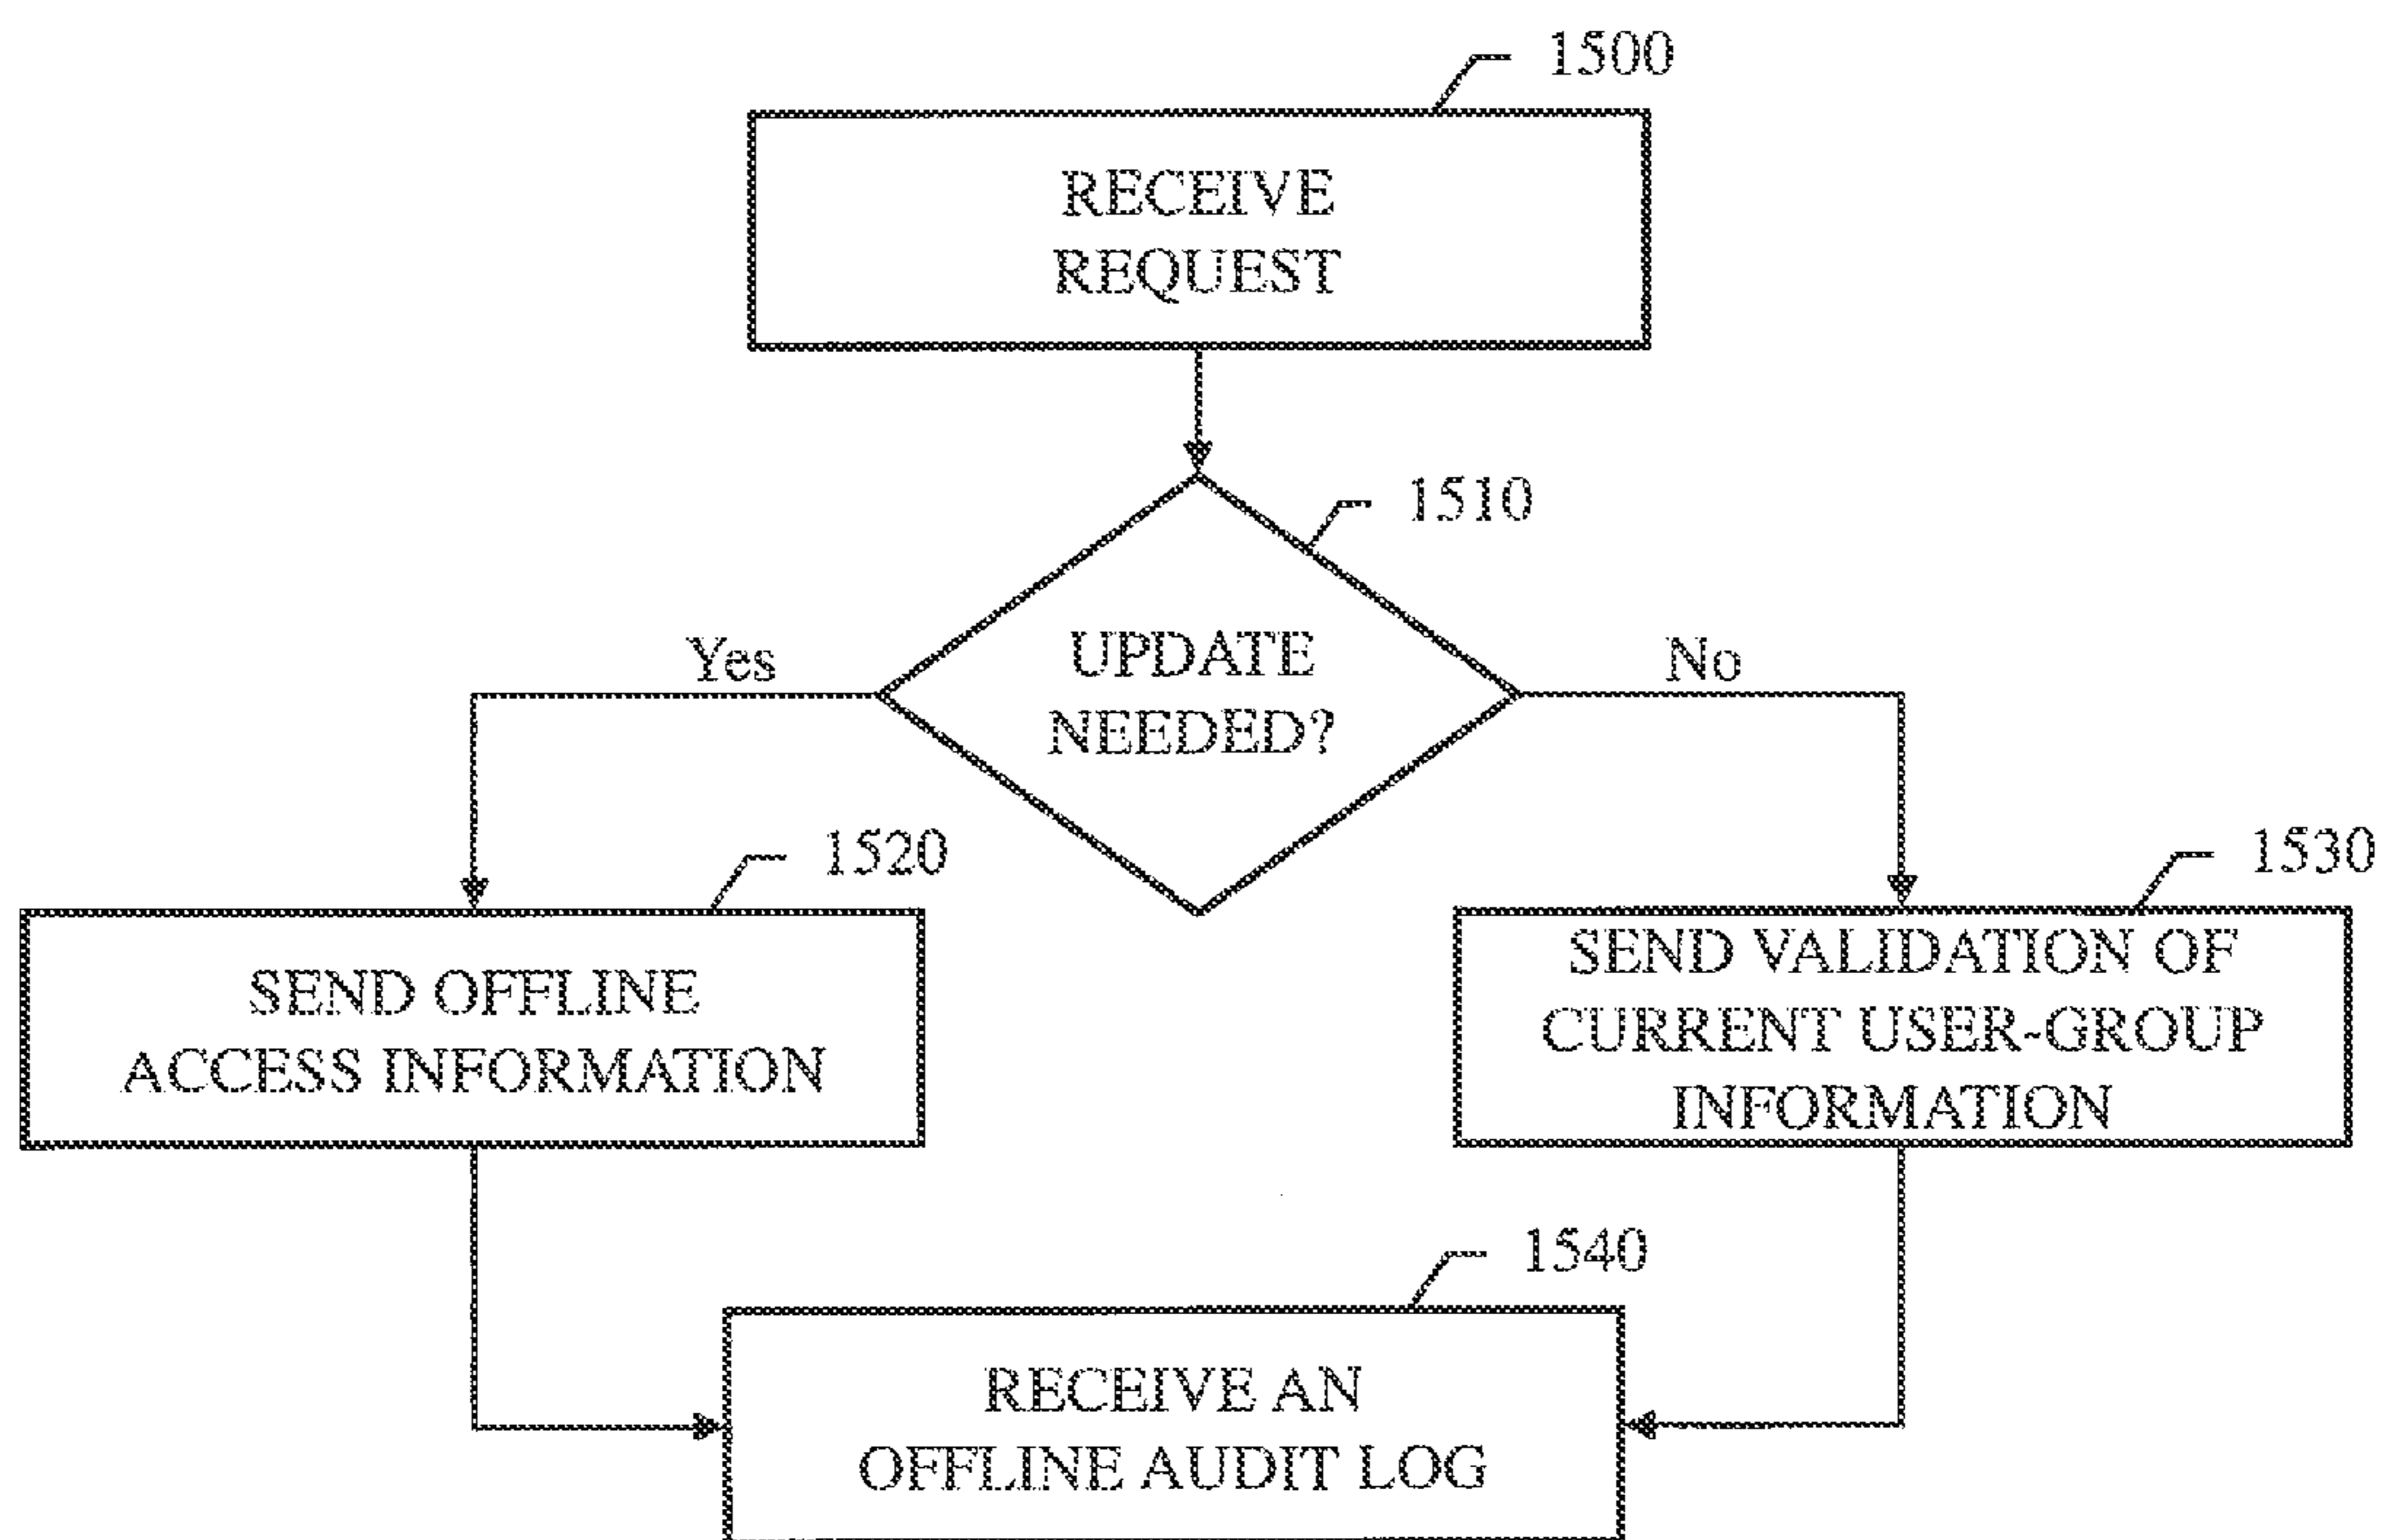 1500
RECEIVE
REQUEST
1510
UPDATE
NEEDED?
Yes
No
1520
SEND OFFLINE
ACCESS INFORMATION
1530
SEND VALIDATION OF
CURRENT USER-GROUP
INFORMATION
1540
RECEIVE AN
OFFLINE AUDIT LOG